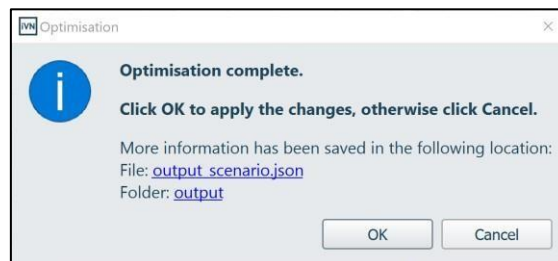 iVN Optimisation
Optimisation complete.
Click OK to apply the changes, otherwise click Cancel.
More information has been saved in the following location:
File: output_scenario.json
Folder: output
OK Cancel